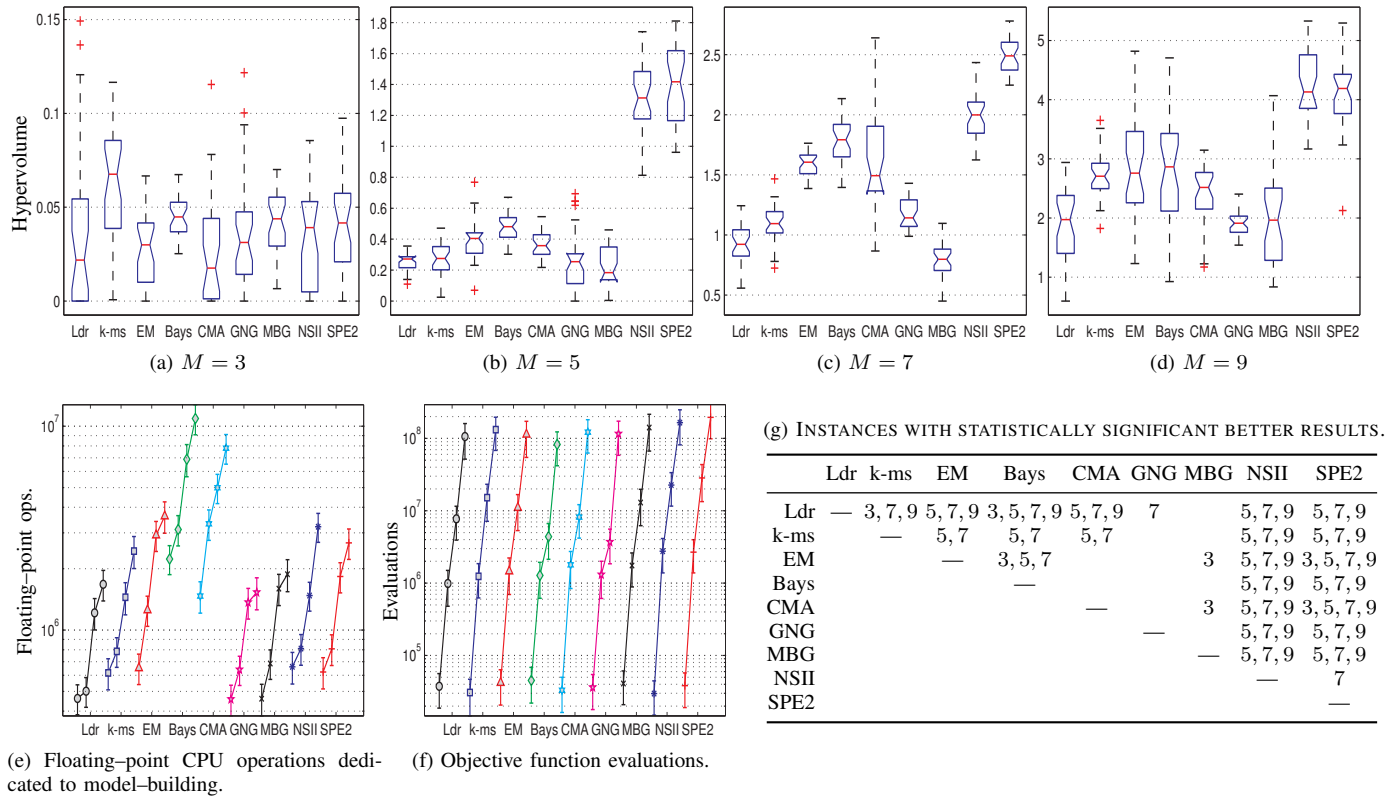 0.15
0.1
0.05
0
Hypervolume
Ldr k-ms EM Bays CMA GNG MBG NSII SPE2
(a) M = 3
1.8
1.6
1.4
1.2
1
0.8
0.6
0.4
0.2
0
Ldr k-ms EM Bays CMA GNG MBG NSII SPE2
(b) M = 5
2.5
2
1.5
1
0.5
Ldr k-ms EM Bays CMA GNG MBG NSII SPE2
(c) M = 7
5
4
3
2
1
Ldr k-ms EM Bays CMA GNG MBG NSII SPE2
(d) M = 9
10^7
10^6
Floating–point ops.
Ldr k-ms EM Bays CMA GNG MBG NSII SPE2
(e) Floating–point CPU operations dedi-
cated to model–building.
10^8
10^7
10^6
10^5
Evaluations
Ldr k-ms EM Bays CMA GNG MBG NSII SPE2
(f) Objective function evaluations.
(g) INSTANCES WITH STATISTICALLY SIGNIFICANT BETTER RESULTS.
Ldr k-ms EM Bays CMA GNG MBG NSII SPE2
Ldr — 3, 7, 9 5, 7, 9 3, 5, 7, 9 5, 7, 9 7 5, 7, 9 5, 7, 9
k-ms — 5, 7 5, 7 5, 7 5, 7, 9 5, 7, 9
EM — 3, 5, 7 3 5, 7, 9 3, 5, 7, 9
Bays — 5, 7, 9 5, 7, 9
CMA — 3 5, 7, 9 3, 5, 7, 9
GNG — 5, 7, 9 5, 7, 9
MBG — 5, 7, 9 5, 7, 9
NSII — 7
SPE2 —